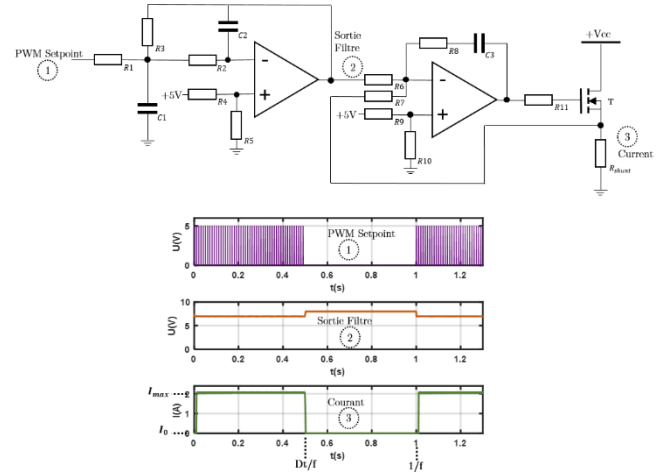 PWM Setpoint
1
R1
R3
C1
R2
C2
+5V
R4
R5
Sortie
Filtre
2
R6
R7
R8
C3
+5V
R9
R10
R11
+Vcc
T
3
Current
Rshunt
PWM Setpoint
1
U(V)
5
0
0 0.2 0.4 0.6 0.8 1 1.2
t(s)
Sortie Filtre
2
U(V)
10
5
0
0 0.2 0.4 0.6 0.8 1 1.2
t(s)
Courant
3
Imax
I0
I(A)
2
1
0
0 0.2 0.4 0.6 0.8 1 1.2
t(s)
Dt/f
1/f